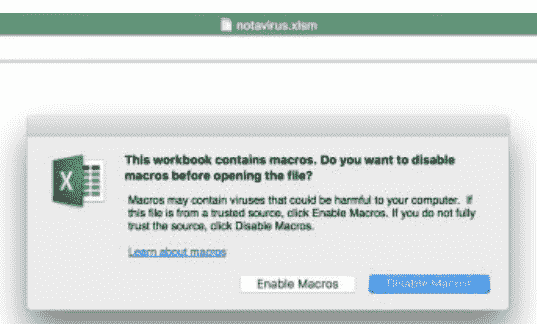 notavirus.xlsm
This workbook contains macros. Do you want to disable
macros before opening the file?
Macros may contain viruses that could be harmful to your computer. If
this file is from a trusted source, click Enable Macros. If you do not fully
trust the source, click Disable Macros.
Learn about macros
Enable Macros
Disable Macros